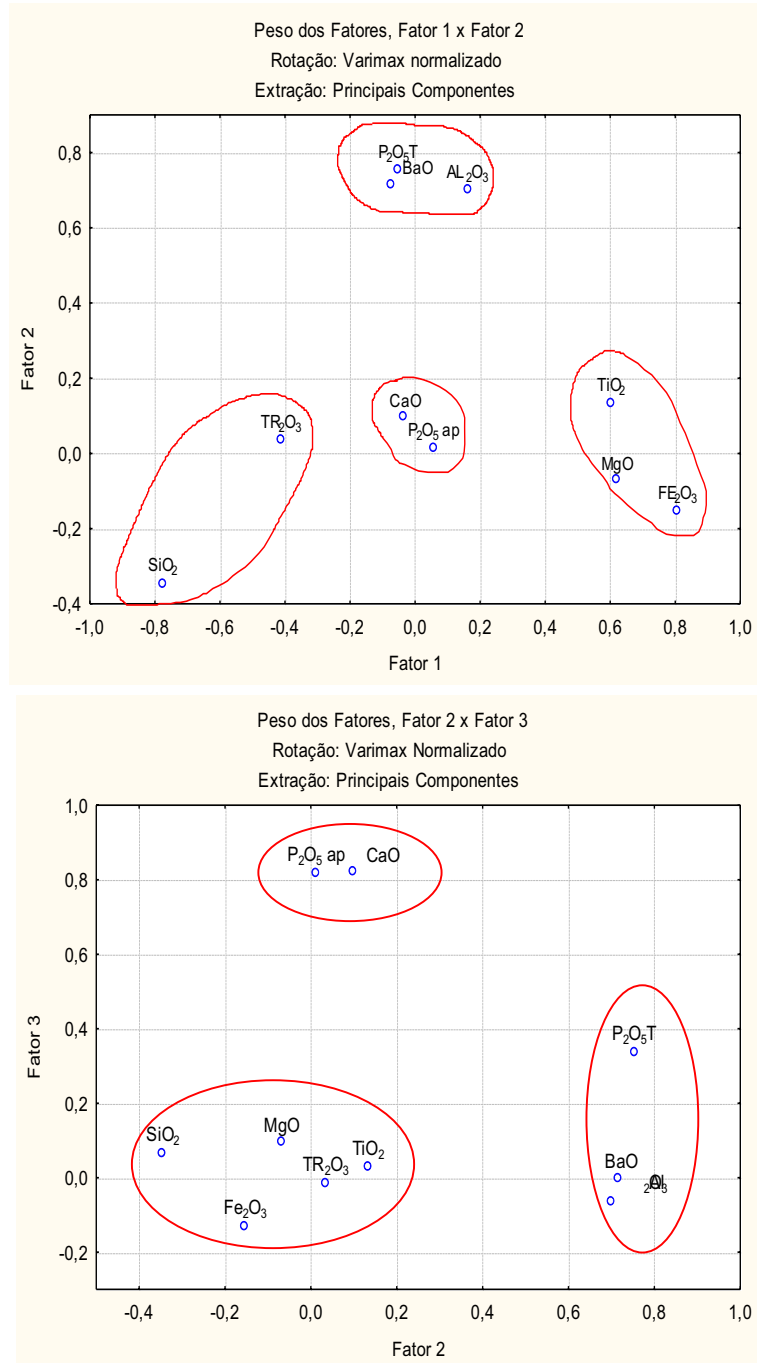 Peso dos Fatores, Fator 1 x Fator 2
Rotação: Varimax normalizado
Extração: Principais Componentes
0,8
0,6
0,4
0,2
0,0
-0,2
-0,4
Fator 2
P₂O₅T
BaO
AL₂O₃
TiO₂
CaO
TR₂O₃
P₂O₅ ap
MgO
FE₂O₃
SiO₂
-1,0 -0,8 -0,6 -0,4 -0,2 0,0 0,2 0,4 0,6 0,8 1,0
Fator 1
Peso dos Fatores, Fator 2 x Fator 3
Rotação: Varimax Normalizado
Extração: Principais Componentes
1,0
0,8
0,6
0,4
0,2
0,0
-0,2
Fator 3
P₂O₅ ap CaO
P₂O₅T
SiO₂
MgO
TR₂O₃
TiO₂
BaO
Fe₂O₃
-0,4 -0,2 0,0 0,2 0,4 0,6 0,8 1,0
Fator 2